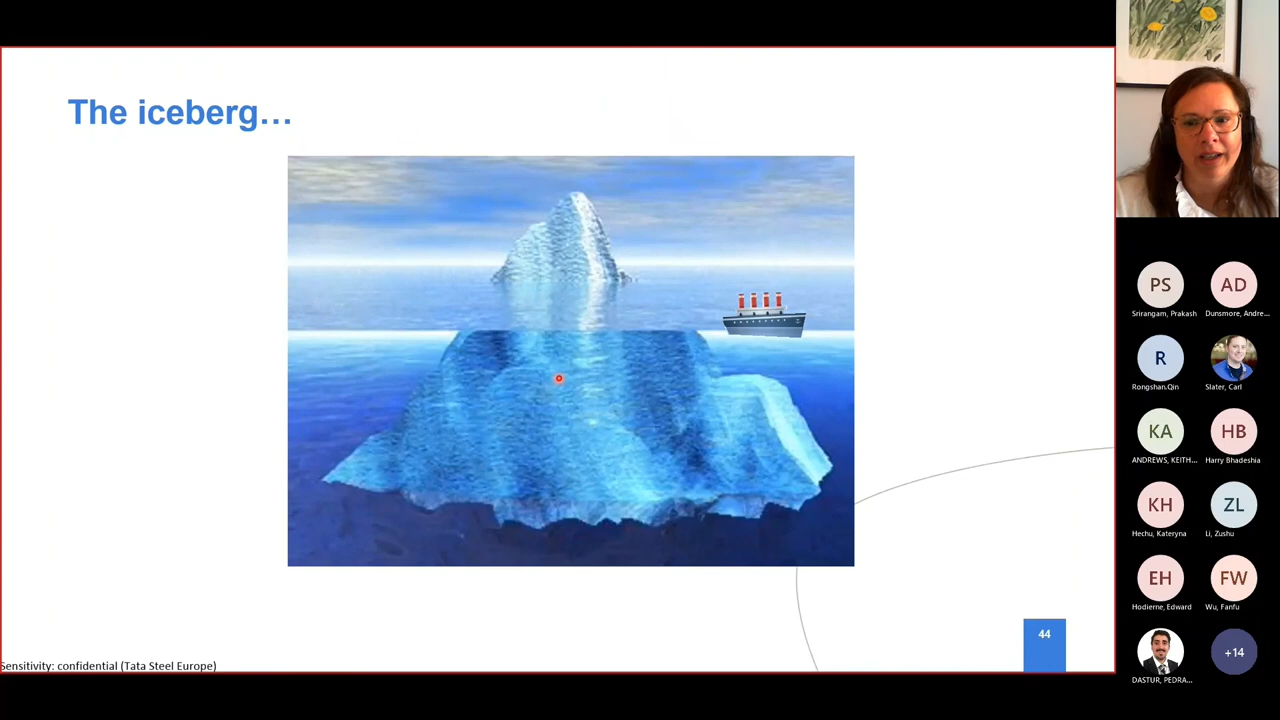 The iceberg…
44
Sensitivity: confidential (Tata Steel Europe)
PS
AD
Srirangam, Prakash
Dunsmore, Andre...
R
Rongshan.Qin
Slater, Carl
KA
HB
ANDREWS, KEITH...
Harry Bhadeshia
KH
ZL
Hechu, Kateryna
Li, Zushu
EH
FW
Hodierne, Edward
Wu, Fanfu
+14
DASTUR, PEDRA...